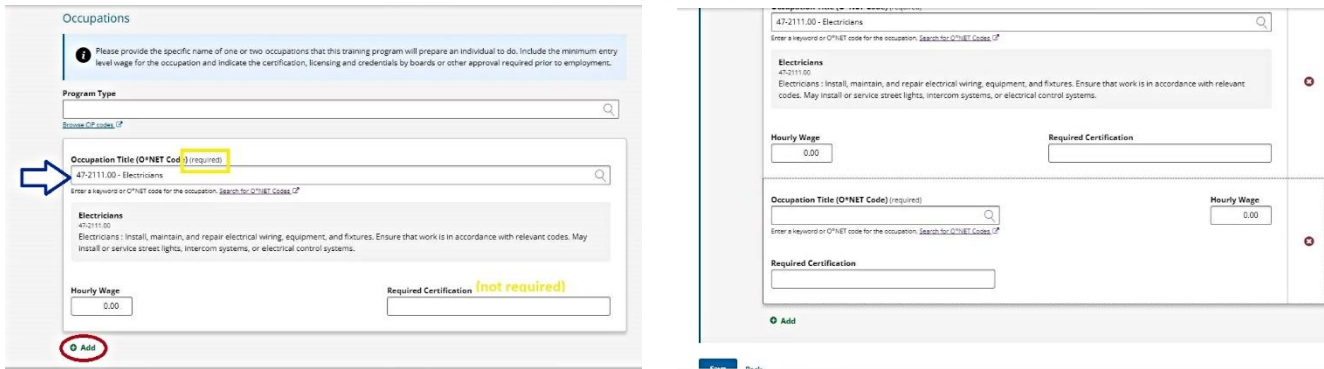 Occupations
Please provide the specific name of one or two occupations that this training program will prepare an individual to do. Include the minimum entry
level wage for the occupation and indicate the certification, licensing and credentials by boards or other approval required prior to employment.
Program Type
Browse CIP codes
Occupation Title (O*NET Code) (required)
47-2111.00 - Electricians
Enter a keyword or O*NET code for the occupation. Search for O*NET Codes
Electricians
47-2111.00
Electricians : Install, maintain, and repair electrical wiring, equipment, and fixtures. Ensure that work is in accordance with relevant codes. May
install or service street lights, intercom systems, or electrical control systems.
Hourly Wage
Required Certification (not required)
0.00
Add
Occupation Title (O*NET Code) (required)
47-2111.00 - Electricians
Enter a keyword or O*NET code for the occupation. Search for O*NET Codes
Electricians
47-2111.00
Electricians : Install, maintain, and repair electrical wiring, equipment, and fixtures. Ensure that work is in accordance with relevant
codes. May install or service street lights, intercom systems, or electrical control systems.
Hourly Wage
Required Certification
0.00
Occupation Title (O*NET Code) (required)
Hourly Wage
0.00
Enter a keyword or O*NET code for the occupation. Search for O*NET Codes
Required Certification
Add